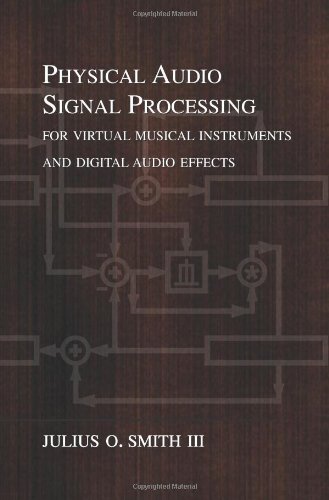 PHYSICAL AUDIO
SIGNAL PROCESSING
FOR VIRTUAL MUSICAL INSTRUMENTS
AND DIGITAL AUDIO EFFECTS
JULIUS O. SMITH III